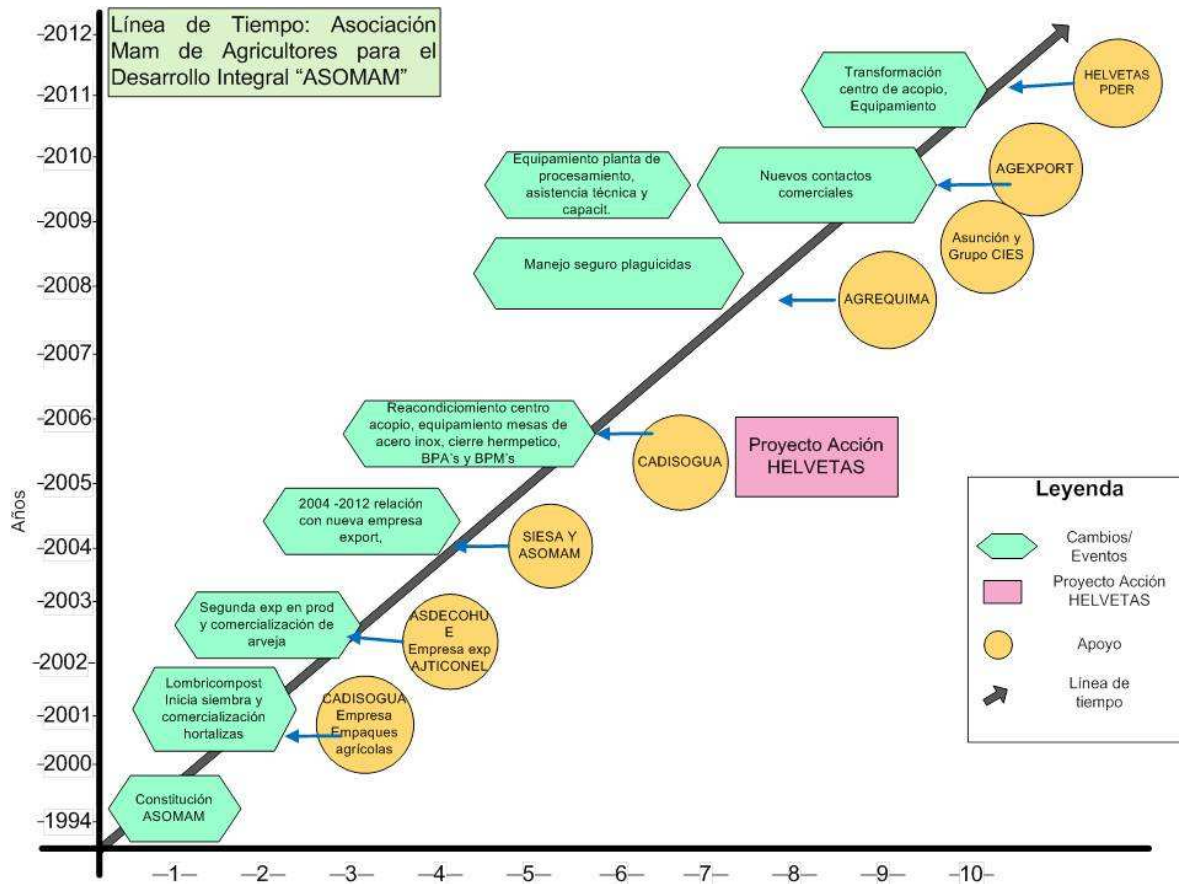 Línea de Tiempo: Asociación
Mam de Agricultores para el
Desarrollo Integral "ASOMAM"
Años
-2012-
-2011-
-2010-
-2009-
-2008-
-2007-
-2006-
-2005-
-2004-
-2003-
-2002-
-2001-
-2000-
-1994-
Transformación
centro de acopio,
Equipamiento
HELVETAS
PDER
Equipamiento planta de
procesamiento,
asistencia técnica y
capacit.
Nuevos contactos
comerciales
AGEXPORT
Asunción y
Grupo CIES
Manejo seguro plaguicidas
AGREQUIMA
Reacondiciomiento centro
acopio, equipamiento mesas de
acero inox, cierre hermpetico,
BPA's y BPM's
CADISOGUA
Proyecto Acción
HELVETAS
2004 -2012 relación
con nueva empresa
export,
SIESA Y
ASOMAM
Segunda exp en prod
y comercialización de
arveja
ASDECOHU
E
Empresa exp
AJTICONEL
Lombricompost
Inicia siembra y
comercialización
hortalizas
CADISOGUA
Empresa
Empaques
agrícolas
Constitución
ASOMAM
Leyenda
Cambios/
Eventos
Proyecto Acción
HELVETAS
Apoyo
Línea de
tiempo
-1- -2- -3- -4- -5- -6- -7- -8- -9- -10-